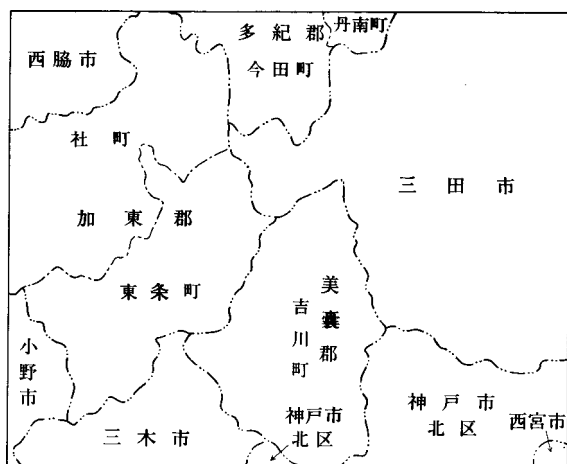 多紀郡
丹南町
西脇市
今田町
社町
三田市
加東郡
東条町
美嚢郡
吉川町
小野市
神戸市
北区
神戸市
北区
西宮市
三木市